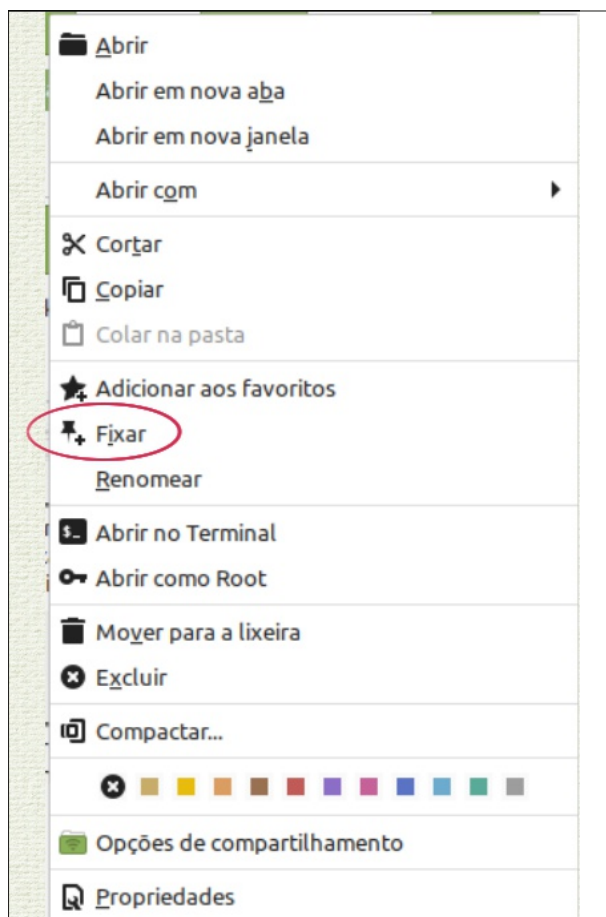 Abrir
Abrir em nova aba
Abrir em nova janela
Abrir com
Cortar
Copiar
Colar na pasta
Adicionar aos favoritos
Fixar
Renomear
Abrir no Terminal
Abrir como Root
Mover para a lixeira
Excluir
Compactar...
Opções de compartilhamento
Propriedades